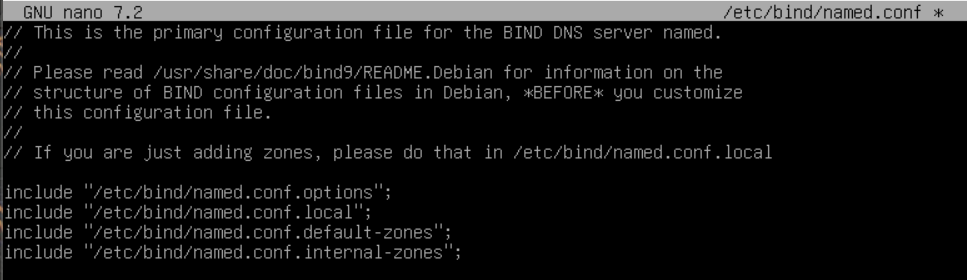 GNU nano 7.2 /etc/bind/named.conf *
// This is the primary configuration file for the BIND DNS server named.
//
// Please read /usr/share/doc/bind9/README.Debian for information on the
// structure of BIND configuration files in Debian, *BEFORE* you customize
// this configuration file.
//
// If you are just adding zones, please do that in /etc/bind/named.conf.local

include "/etc/bind/named.conf.options";
include "/etc/bind/named.conf.local";
include "/etc/bind/named.conf.default-zones";
include "/etc/bind/named.conf.internal-zones";